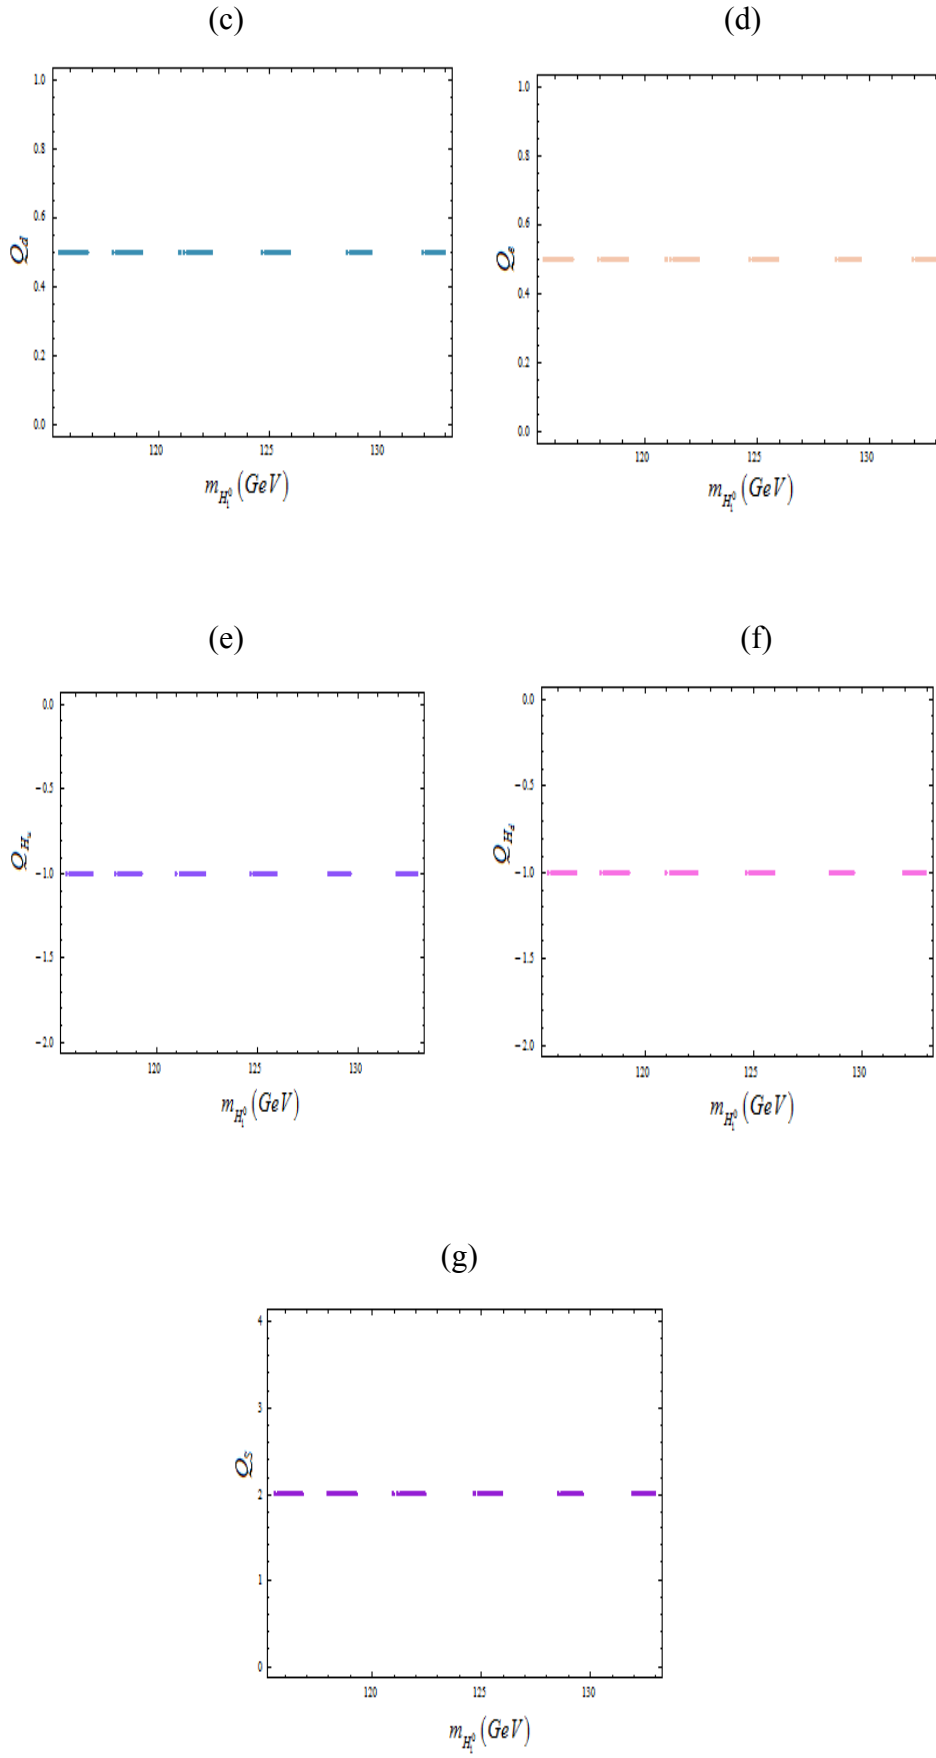 (c)
(d)
1.0
0.8
0.6
0.4
0.2
0.0
Q_d
120 125 130
m_{H_1^0} (GeV)
1.0
0.8
0.6
0.4
0.2
0.0
Q_e
120 125 130
m_{H_1^0} (GeV)
(e)
(f)
0.0
−0.5
−1.0
−1.5
−2.0
Q_{H_u}
120 125 130
m_{H_1^0} (GeV)
0.0
−0.5
−1.0
−1.5
−2.0
Q_{H_d}
120 125 130
m_{H_1^0} (GeV)
(g)
4
3
2
1
0
Q_S
120 125 130
m_{H_1^0} (GeV)